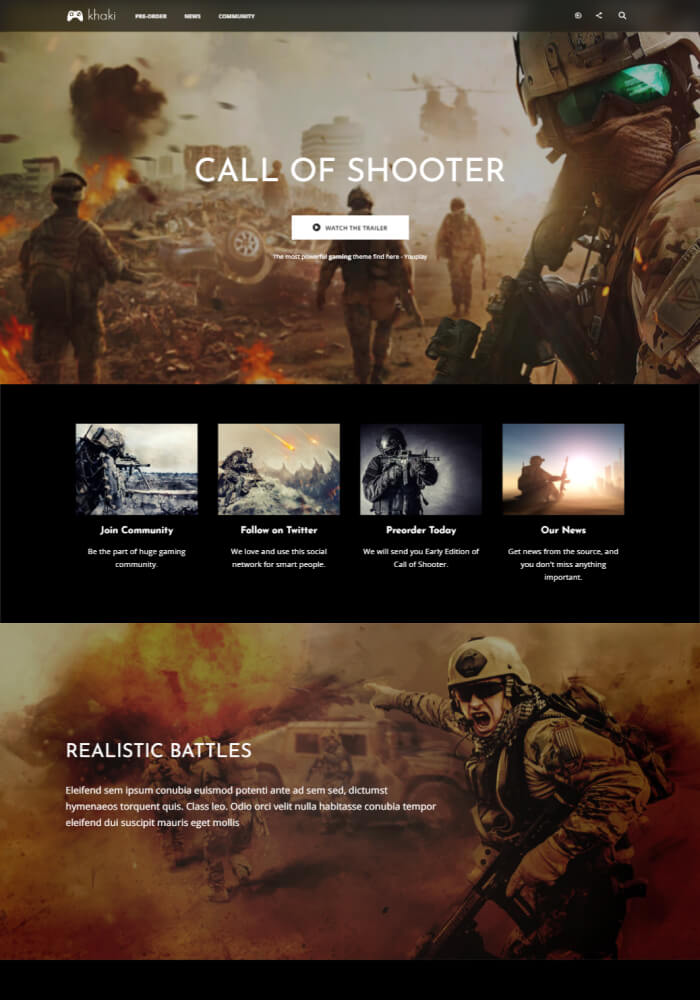 khaki PRE-ORDER NEWS COMMUNITY
CALL OF SHOOTER
WATCH THE TRAILER
The most powerful gaming theme find here - Youplay
Join Community
Be the part of huge gaming
community.
Follow on Twitter
We love and use this social
network for smart people.
Preorder Today
We will send you Early Edition of
Call of Shooter.
Our News
Get news from the source, and
you don't miss anything
important.
REALISTIC BATTLES
Eleifend sem ipsum conubia euismod potenti ante ad sem sed, dictumst
hymenaeos torquent quis. Class leo. Odio orci velit nulla habitasse conubia tempor
eleifend dui suscipit mauris eget mollis